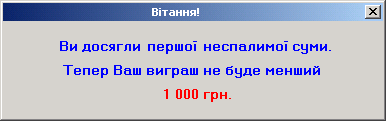 Вітання!
Ви досягли першої неспалимої суми.
Тепер Ваш виграш не буде менший
1 000 грн.